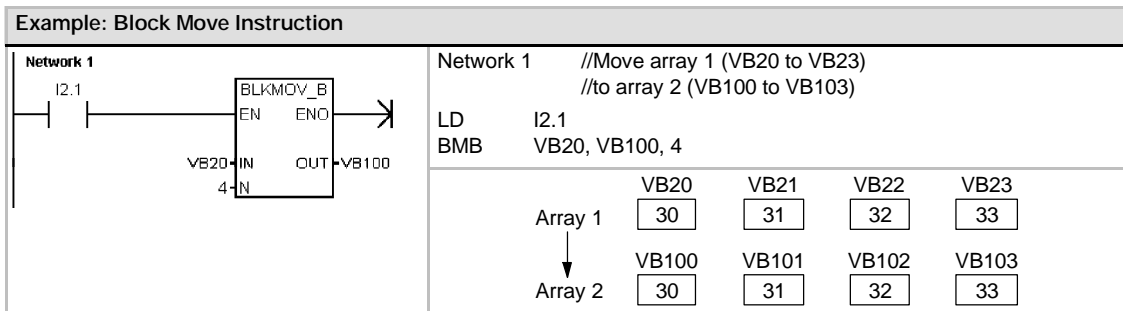 Example: Block Move Instruction
Network 1
I2.1
BLKMOV_B
EN ENO
VB20 IN OUT VB100
4 N
Network 1 //Move array 1 (VB20 to VB23)
//to array 2 (VB100 to VB103)
LD I2.1
BMB VB20, VB100, 4
VB20 VB21 VB22 VB23
Array 1 30 31 32 33
VB100 VB101 VB102 VB103
Array 2 30 31 32 33